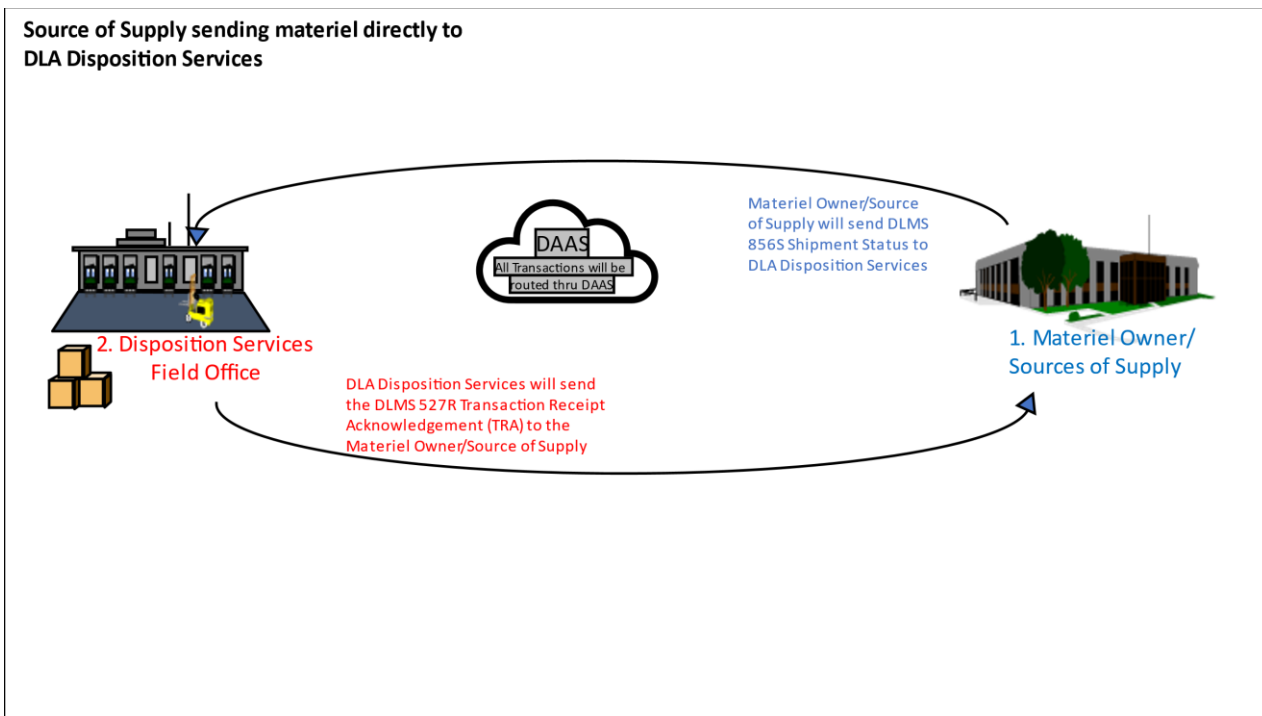 Source of Supply sending materiel directly to
DLA Disposition Services
Materiel Owner/Source
of Supply will send DLMS
856S Shipment Status to
DLA Disposition Services
DAAS
All Transactions will be
routed thru DAAS
2. Disposition Services
Field Office
1. Materiel Owner/
Sources of Supply
DLA Disposition Services will send
the DLMS 527R Transaction Receipt
Acknowledgement (TRA) to the
Materiel Owner/Source of Supply